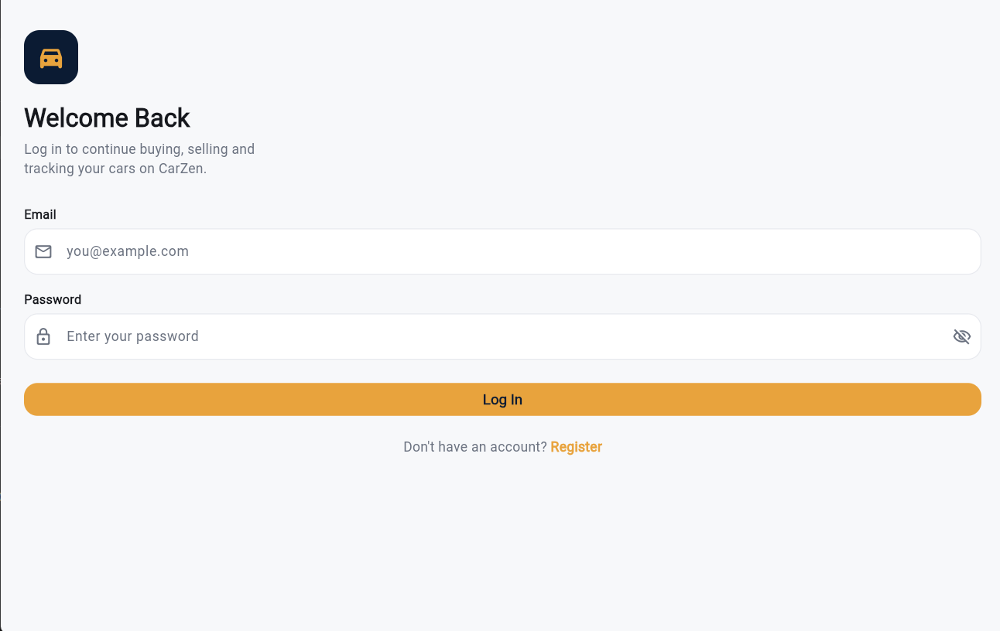 Welcome Back
Log in to continue buying, selling and
tracking your cars on CarZen.
Email
you@example.com
Password
Enter your password
Log In
Don't have an account? Register